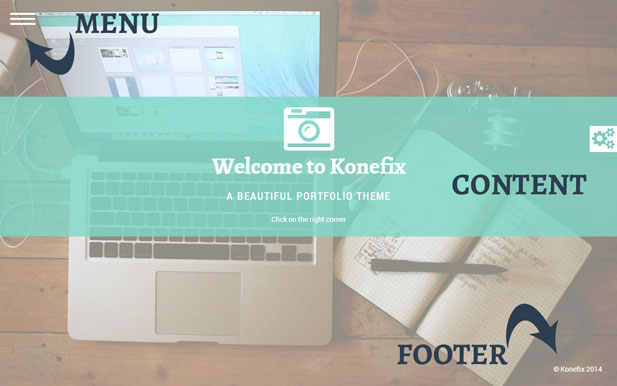 MENU
Welcome to Konefix
A BEAUTIFUL PORTFOLIO THEME
Click on the right corner
CONTENT
FOOTER
© Konefix 2014